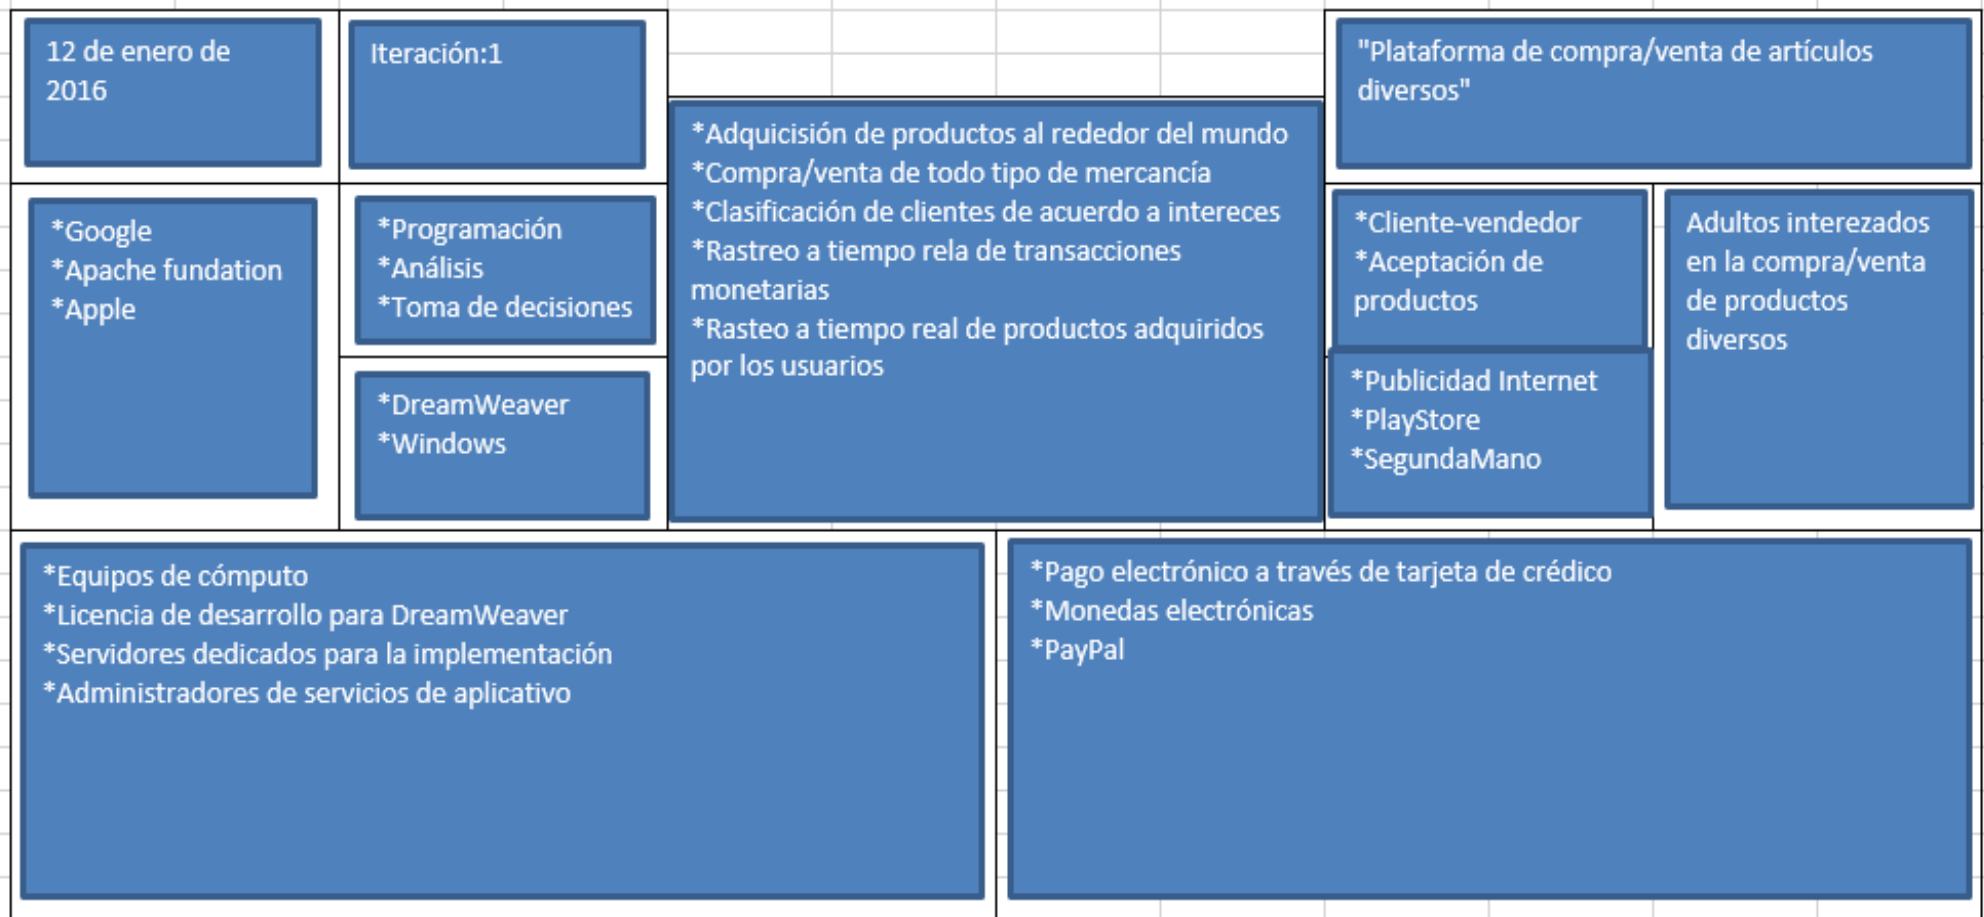 12 de enero de
2016
Iteración:1
"Plataforma de compra/venta de artículos
diversos"
*Google
*Apache fundation
*Apple
*Programación
*Análisis
*Toma de decisiones
*DreamWeaver
*Windows
*Adquicisión de productos al rededor del mundo
*Compra/venta de todo tipo de mercancía
*Clasificación de clientes de acuerdo a intereces
*Rastreo a tiempo rela de transacciones
monetarias
*Rasteo a tiempo real de productos adquiridos
por los usuarios
*Cliente-vendedor
*Aceptación de
productos
*Publicidad Internet
*PlayStore
*SegundaMano
Adultos interezados
en la compra/venta
de productos
diversos
*Equipos de cómputo
*Licencia de desarrollo para DreamWeaver
*Servidores dedicados para la implementación
*Administradores de servicios de aplicativo
*Pago electrónico a través de tarjeta de crédico
*Monedas electrónicas
*PayPal